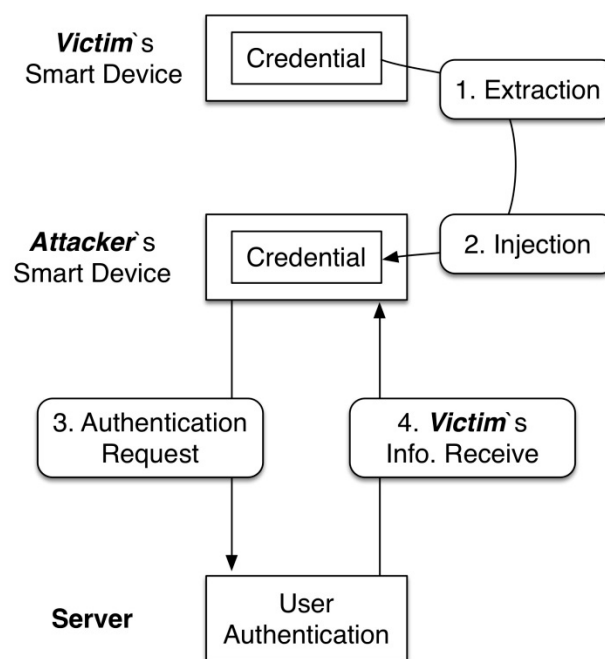 Victim`s
Smart Device
Credential
1. Extraction
Attacker`s
Smart Device
Credential
2. Injection
3. Authentication
Request
4. Victim`s
Info. Receive
Server
User
Authentication